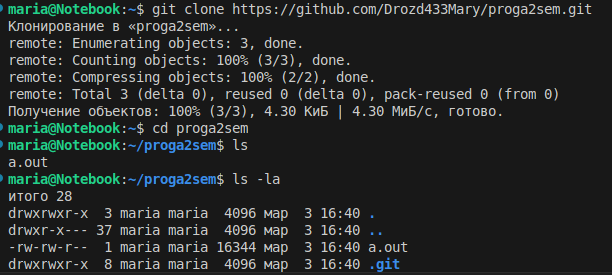 maria@Notebook:~$ git clone https://github.com/Drozd433Mary/proga2sem.git
Клонирование в «proga2sem»...
remote: Enumerating objects: 3, done.
remote: Counting objects: 100% (3/3), done.
remote: Compressing objects: 100% (2/2), done.
remote: Total 3 (delta 0), reused 0 (delta 0), pack-reused 0 (from 0)
Получение объектов: 100% (3/3), 4.30 КиБ | 4.30 МиБ/с, готово.
maria@Notebook:~$ cd proga2sem
maria@Notebook:~/proga2sem$ ls
a.out
maria@Notebook:~/proga2sem$ ls -la
итого 28
drwxrwxr-x  3 maria maria  4096 мар  3 16:40 .
drwxr-x--- 37 maria maria  4096 мар  3 16:40 ..
-rw-rw-r--  1 maria maria 16344 мар  3 16:40 a.out
drwxrwxr-x  8 maria maria  4096 мар  3 16:40 .git